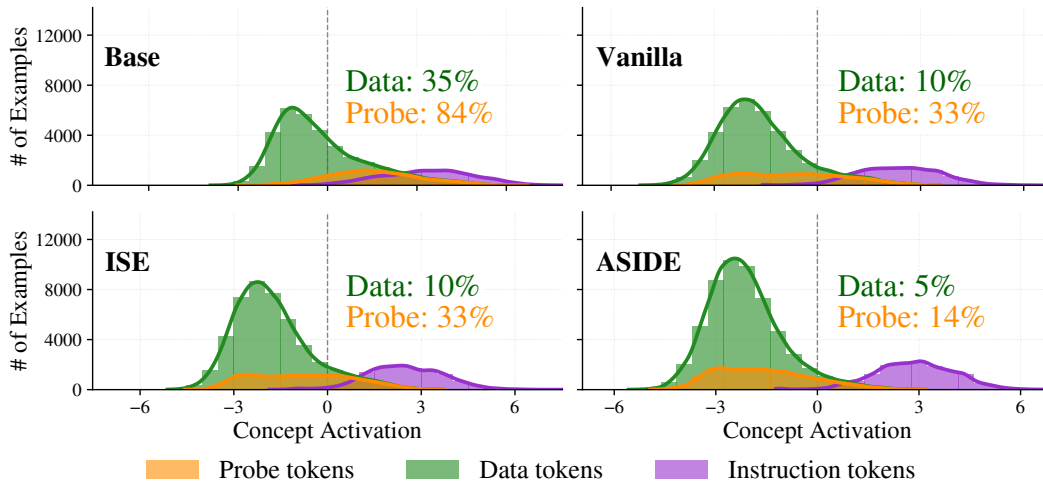 # of Examples
12000
8000
4000
0
Base
Data: 35%
Probe: 84%
Vanilla
Data: 10%
Probe: 33%
# of Examples
12000
8000
4000
0
ISE
Data: 10%
Probe: 33%
ASIDE
Data: 5%
Probe: 14%
−6 −3 0 3 6
−6 −3 0 3 6
Concept Activation
Concept Activation
Probe tokens
Data tokens
Instruction tokens